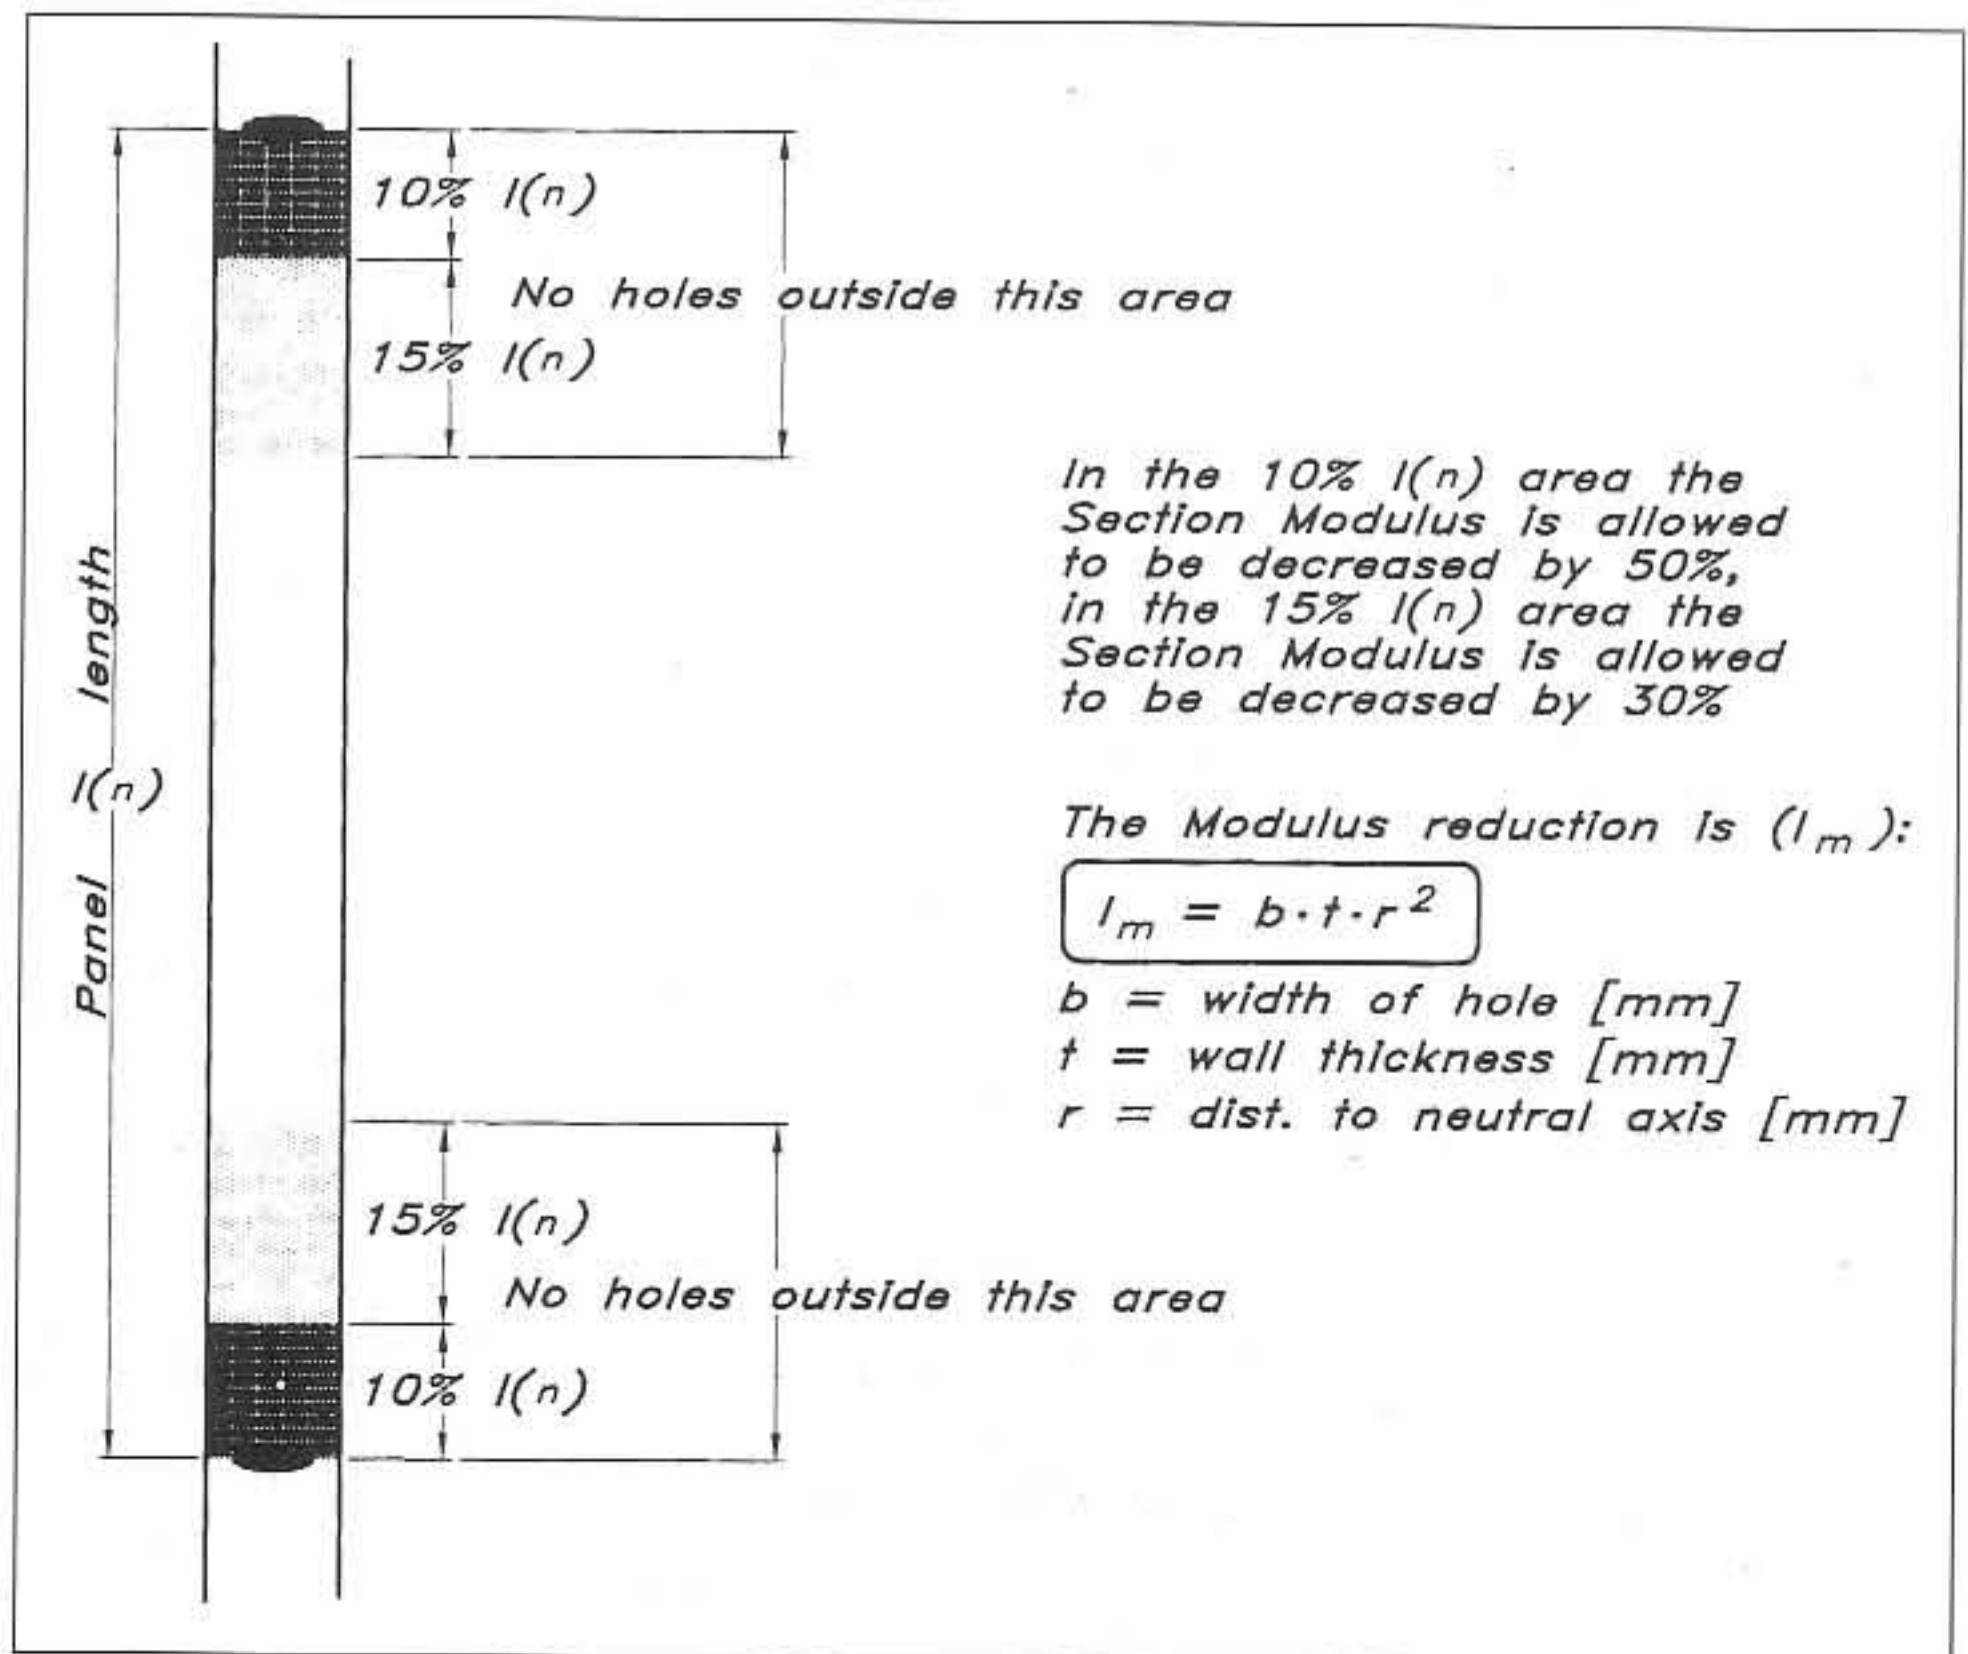 10% l(n)
No holes outside this area
15% l(n)
In the 10% l(n) area the
Section Modulus is allowed
to be decreased by 50%,
in the 15% l(n) area the
Section Modulus is allowed
to be decreased by 30%
Panel l(n) length
The Modulus reduction is (I m ):
I m = b·t·r²
b = width of hole [mm]
t = wall thickness [mm]
r = dist. to neutral axis [mm]
15% l(n)
No holes outside this area
10% l(n)